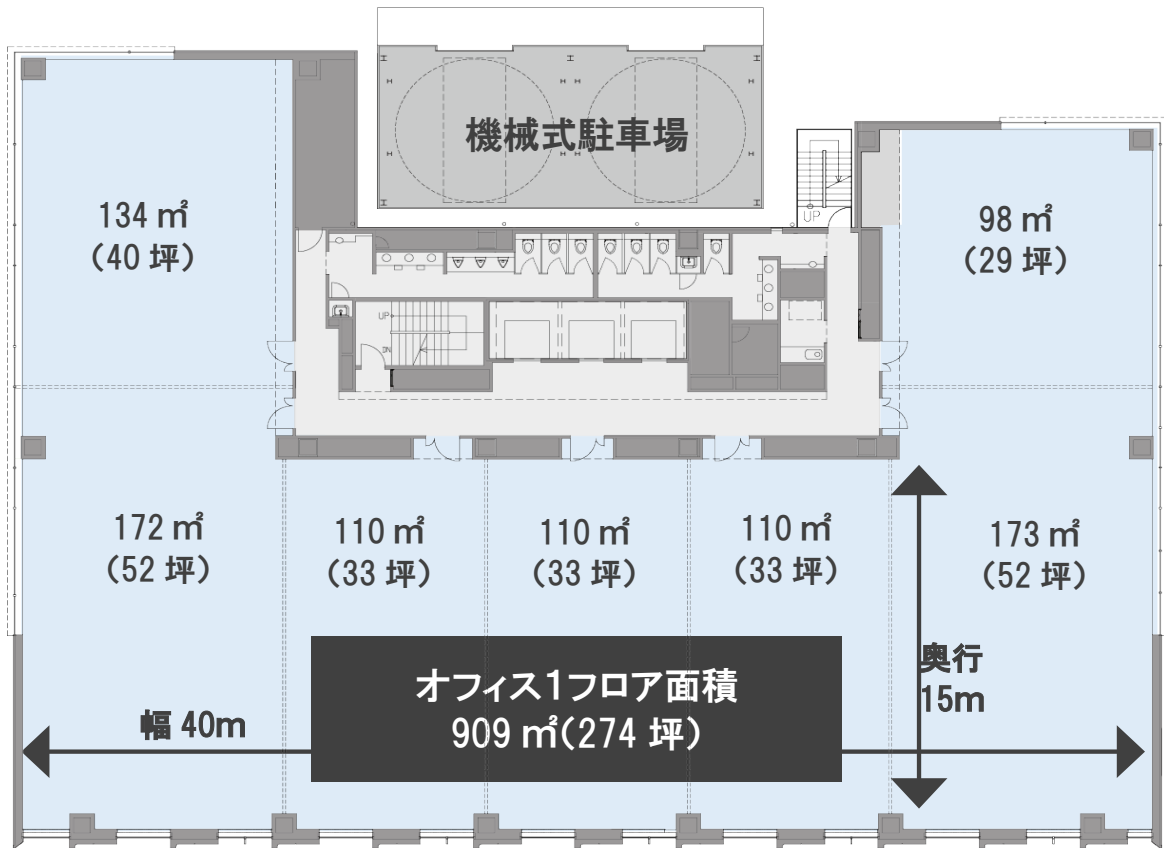 機械式駐車場
134 ㎡
(40 坪)
98 ㎡
(29 坪)
UP
UP
DN
172 ㎡
(52 坪)
110 ㎡
(33 坪)
110 ㎡
(33 坪)
110 ㎡
(33 坪)
173 ㎡
(52 坪)
奥行
15m
幅 40m
オフィス1フロア面積
909 ㎡(274 坪)